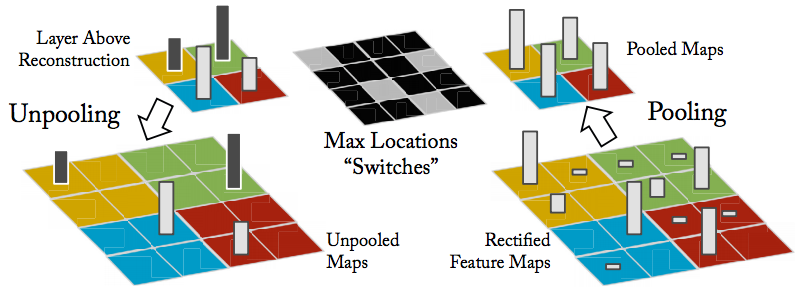 Layer Above
Reconstruction
Pooled Maps
Unpooling
Max Locations
“Switches”
Pooling
Unpooled
Maps
Rectified
Feature Maps